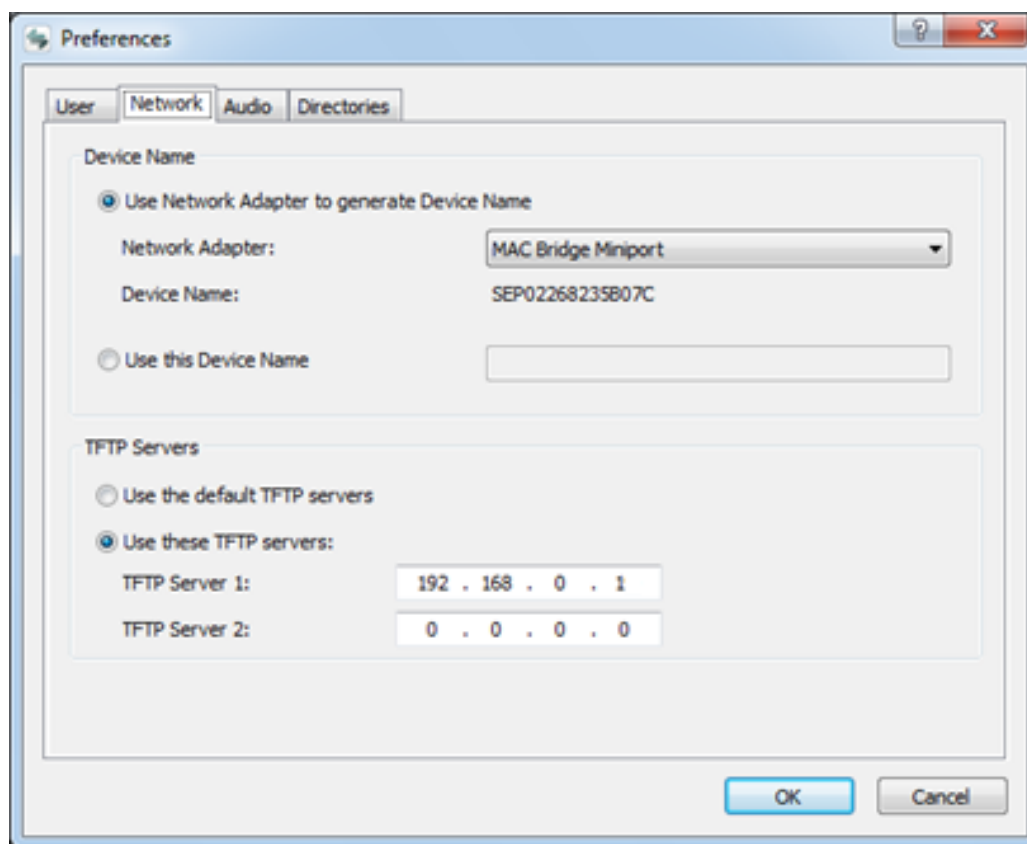 Preferences
User Network Audio Directories
Device Name
Use Network Adapter to generate Device Name
Network Adapter: MAC Bridge Miniport
Device Name: SEP02268235B07C
Use this Device Name
TFTP Servers
Use the default TFTP servers
Use these TFTP servers:
TFTP Server 1: 192 . 168 . 0 . 1
TFTP Server 2: 0 . 0 . 0 . 0
OK Cancel